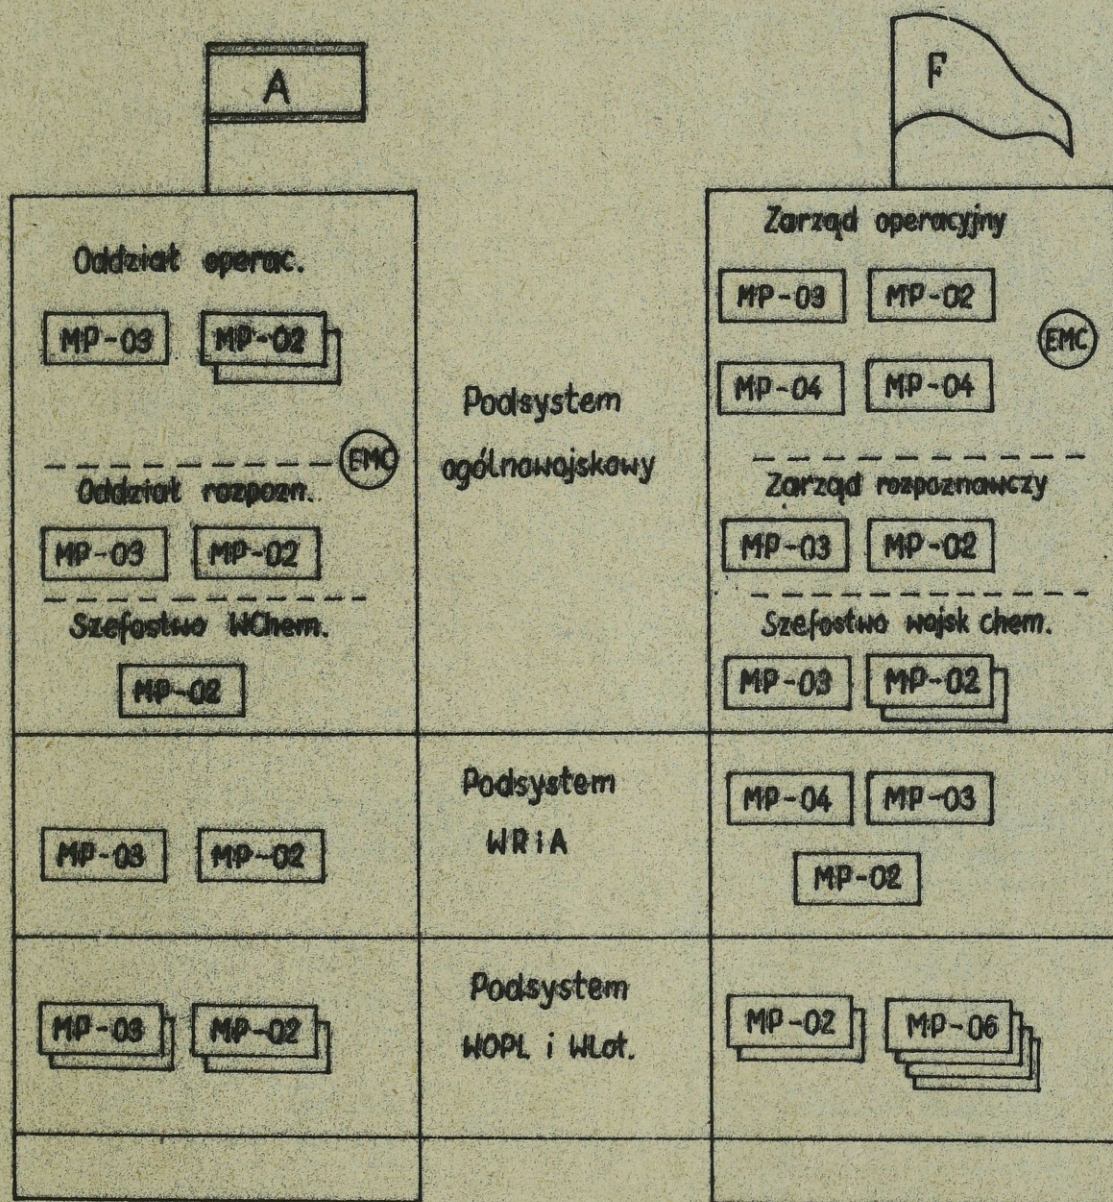 A
F
Oddział operac.
MP-03 MP-02
EMC
Oddział rozpozn.
MP-03 MP-02
Szefostwo WChem.
MP-02
Podsystem
ogólnowojskowy
Zarząd operacyjny
MP-03 MP-02
EMC
MP-04 MP-04
Zarząd rozpoznawczy
MP-03 MP-02
Szefostwo wojsk chem.
MP-03 MP-02
MP-03 MP-02
Podsystem
WRiA
MP-04 MP-03
MP-02
MP-03 MP-02
Podsystem
WOPL i WLot.
MP-02 MP-06